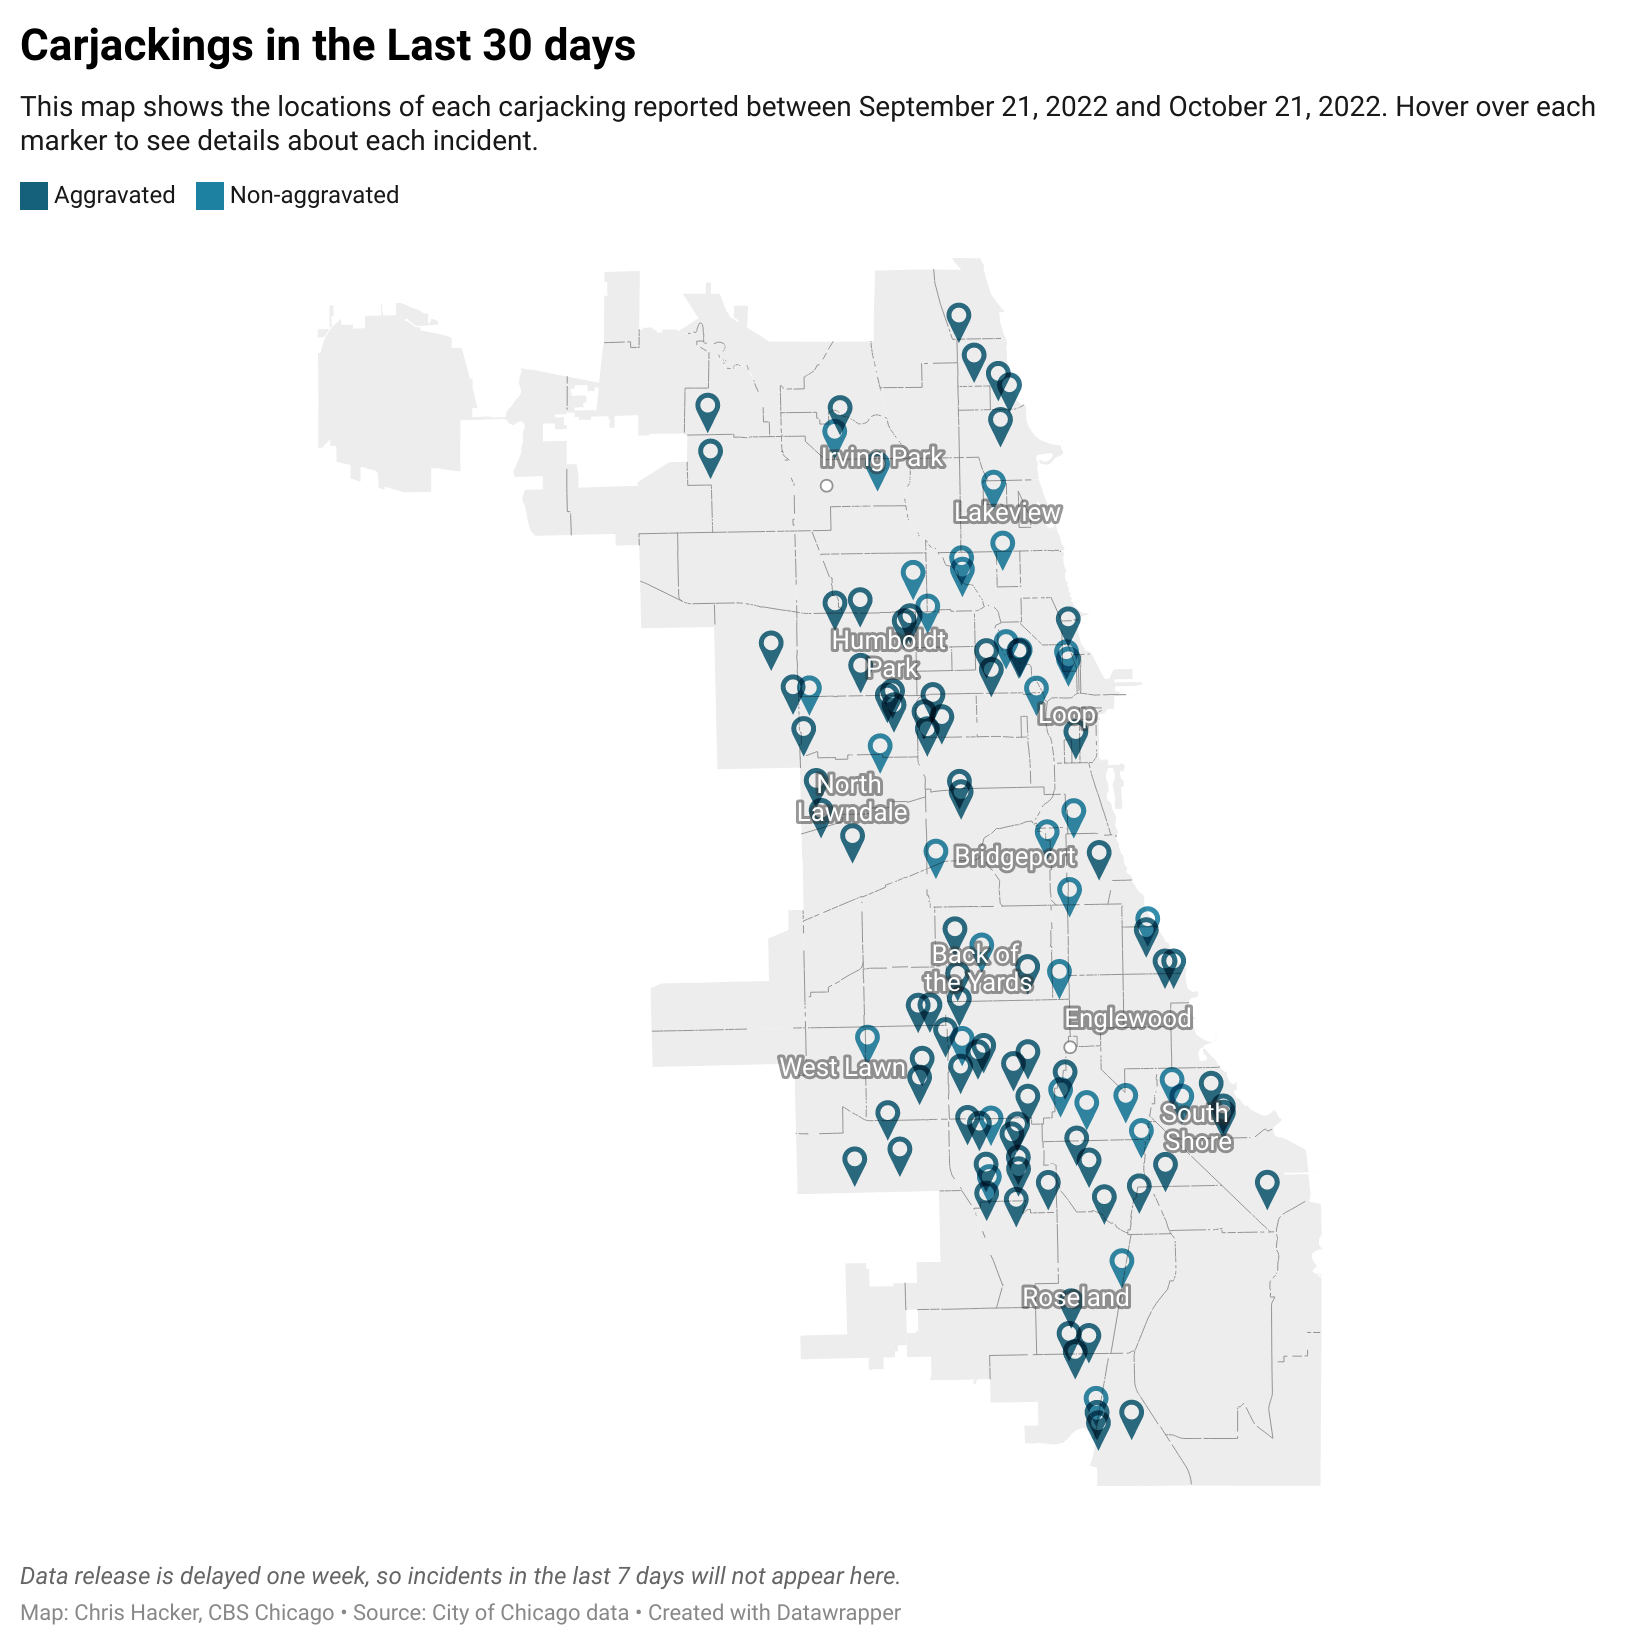 Carjackings in the Last 30 days
This map shows the locations of each carjacking reported between September 21, 2022 and October 21, 2022. Hover over each
marker to see details about each incident.
Aggravated Non-aggravated
Irving Park
Lakeview
Humboldt
Park
Loop
North
Lawndale
Bridgeport
Back of
the Yards
Englewood
West Lawn
South
Shore
Roseland
Data release is delayed one week, so incidents in the last 7 days will not appear here.
Map: Chris Hacker, CBS Chicago • Source: City of Chicago data • Created with Datawrapper